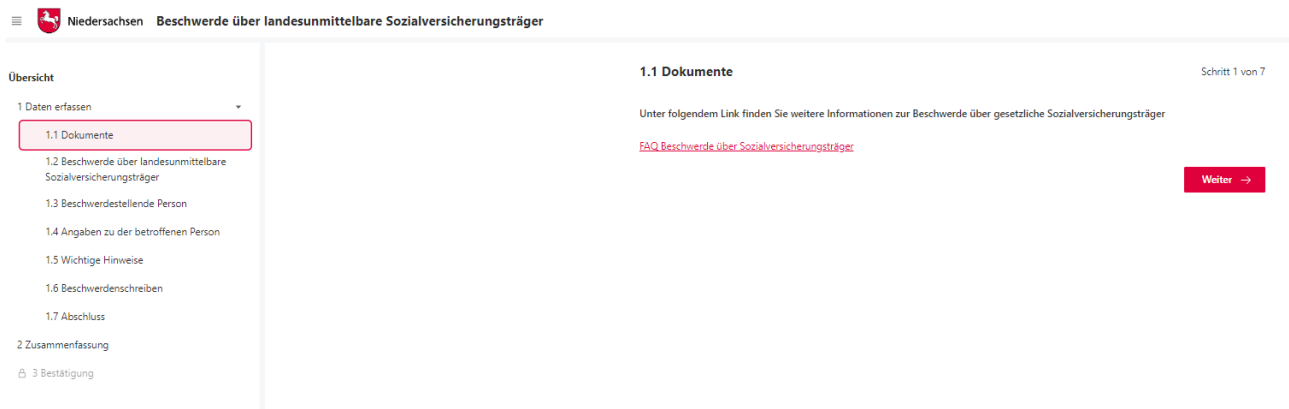 Niedersachsen Beschwerde über landesunmittelbare Sozialversicherungsträger
Übersicht
1 Daten erfassen
1.1 Dokumente
1.2 Beschwerde über landesunmittelbare
Sozialversicherungsträger
1.3 Beschwerdestellende Person
1.4 Angaben zu der betroffenen Person
1.5 Wichtige Hinweise
1.6 Beschwerdenschreiben
1.7 Abschluss
2 Zusammenfassung
3 Bestätigung
1.1 Dokumente
Schritt 1 von 7
Unter folgendem Link finden Sie weitere Informationen zur Beschwerde über gesetzliche Sozialversicherungsträger
FAQ Beschwerde über Sozialversicherungsträger
Weiter →